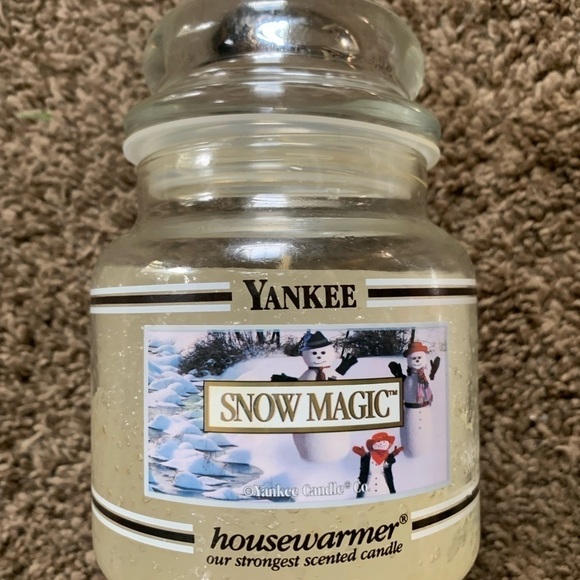 YANKEE
SNOW MAGIC™
©Yankee Candle® Co.
housewarmer®
our strongest scented candle